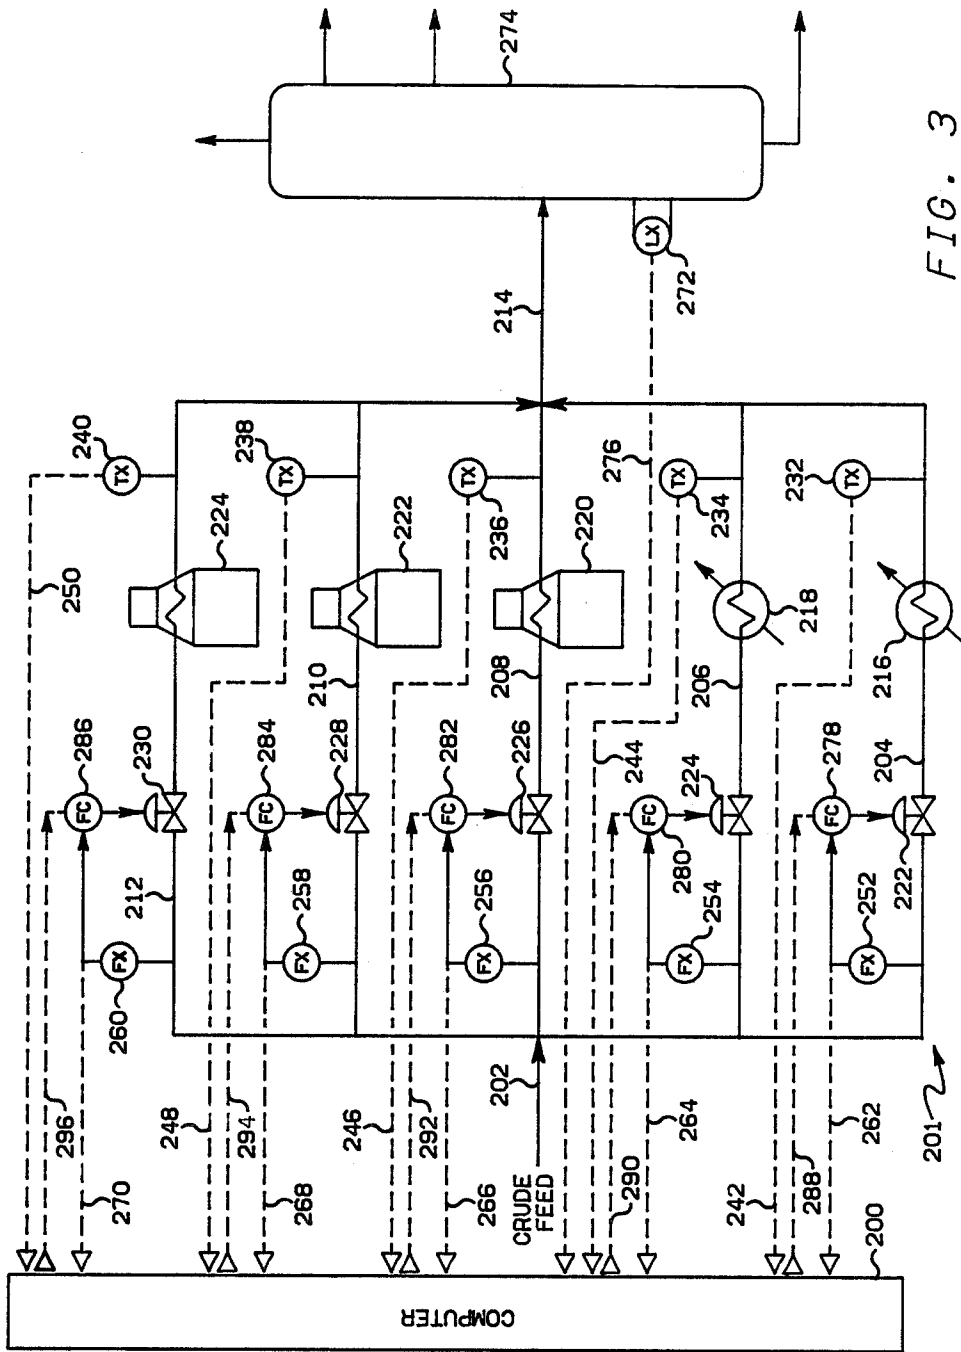 274
LX
272
214
FIG. 3
240
TX
250
224
286
230
FC
212
FX
260
296
270
238
TX
222
210
284
228
FC
258
FX
248
294
268
TX
236
220
208
282
226
FC
256
FX
246
292
266
202
CRUDE
FEED
276
TX
234
244
218
206
224
FC
280
254
FX
264
290
232
TX
216
278
204
FC
222
252
FX
242
288
262
201
200
COMPUTER